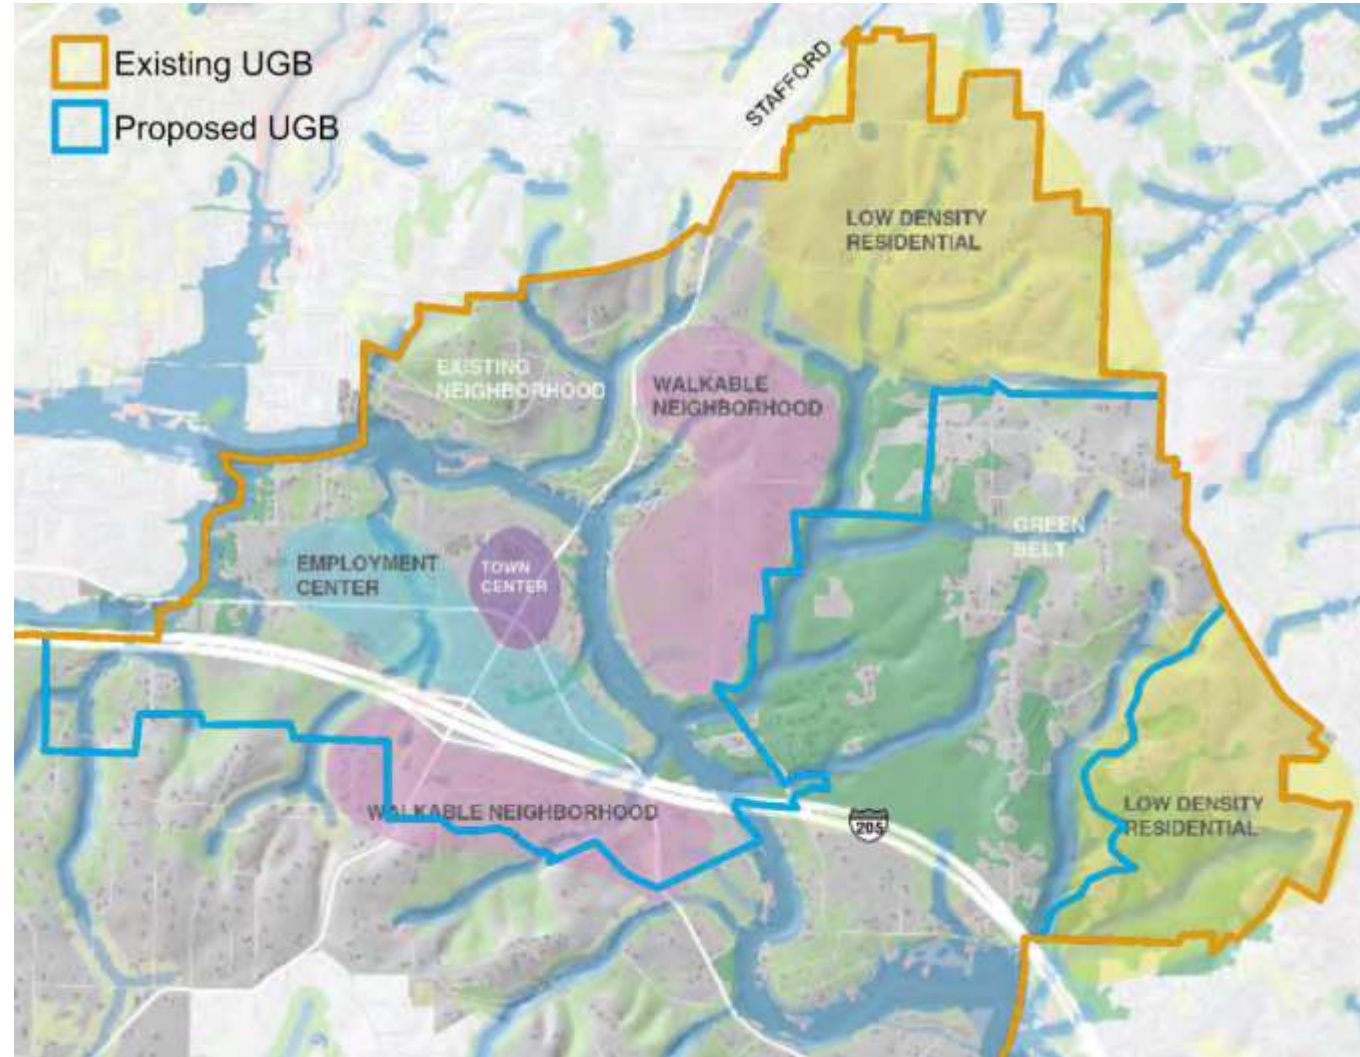 Existing UGB
Proposed UGB
STAFFORD
LOW DENSITY
RESIDENTIAL
EXISTING
NEIGHBORHOOD
WALKABLE
NEIGHBORHOOD
EMPLOYMENT
CENTER
TOWN
CENTER
GREEN
BELT
WALKABLE NEIGHBORHOOD
205
LOW DENSITY
RESIDENTIAL